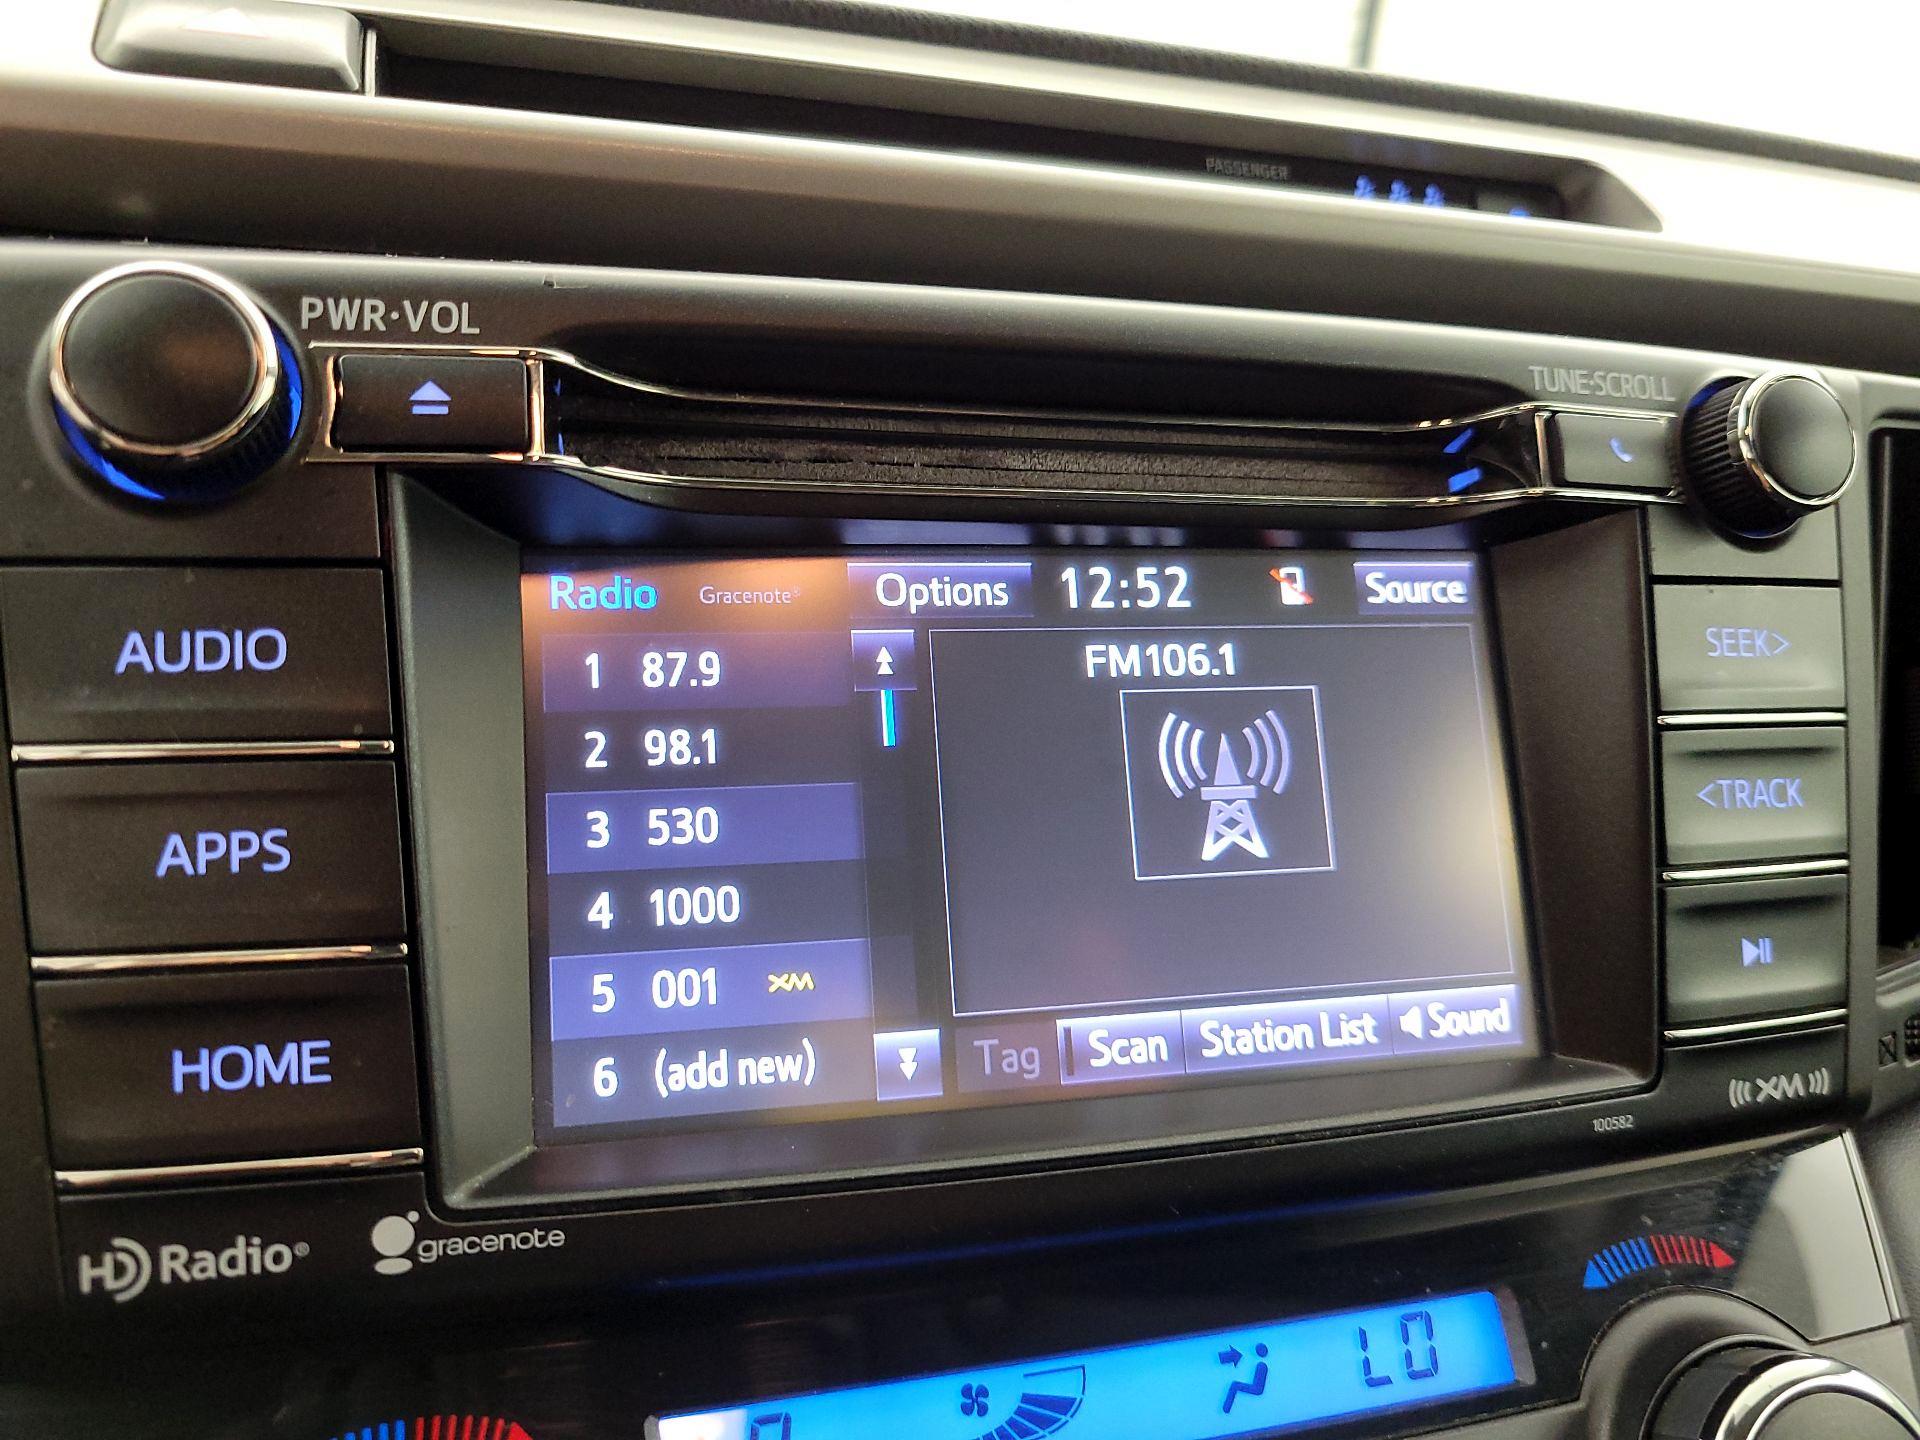 PASSENGER
PWR·VOL
TUNE·SCROLL
AUDIO
APPS
HOME
Radio Gracenote® Options 12:52 Source
1 87.9
2 98.1
3 530
4 1000
5 001 XM
6 (add new)
FM106.1
Tag Scan Station List Sound
SEEK>
<TRACK
XM
100582
HD Radio®
gracenote
LO